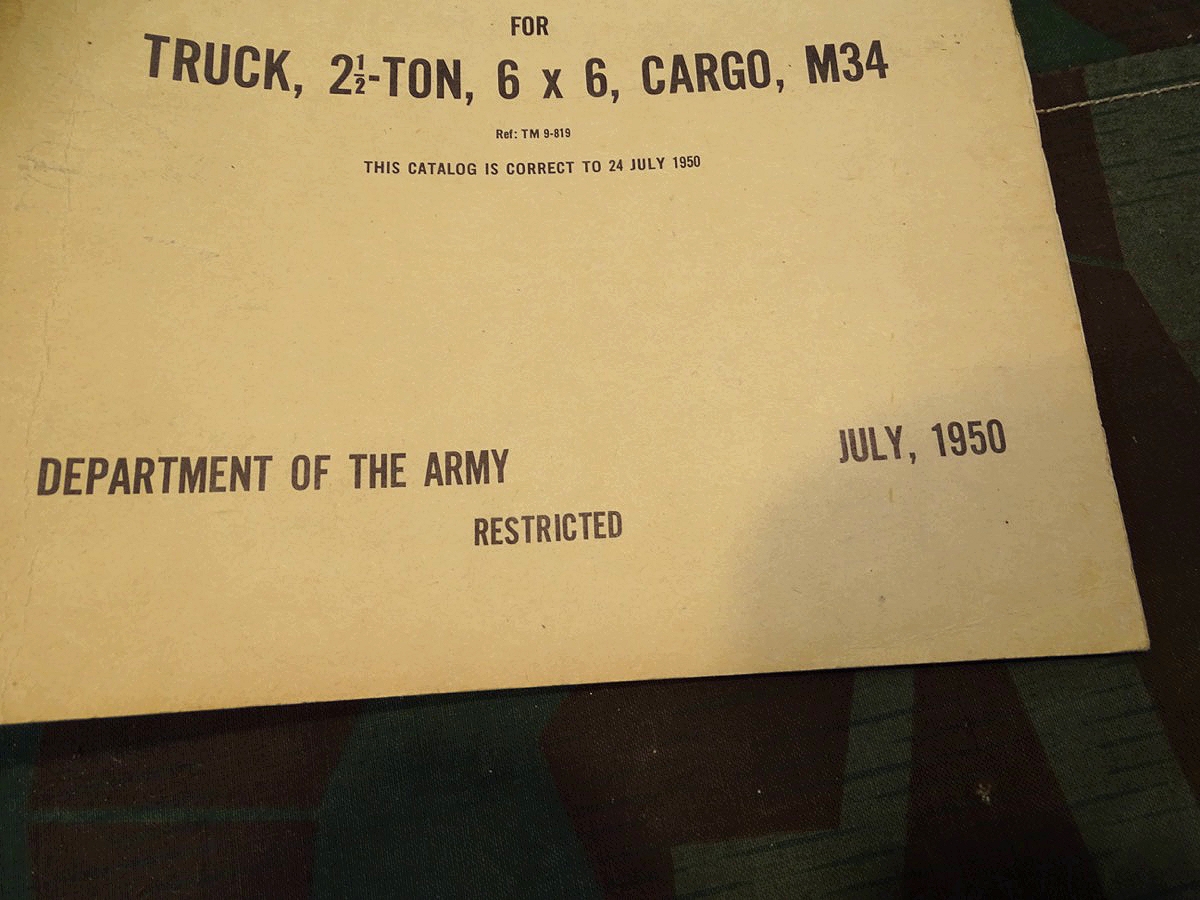 FOR
TRUCK, 2½-TON, 6 x 6, CARGO, M34
Ref: TM 9-819
THIS CATALOG IS CORRECT TO 24 JULY 1950
DEPARTMENT OF THE ARMY JULY, 1950
RESTRICTED